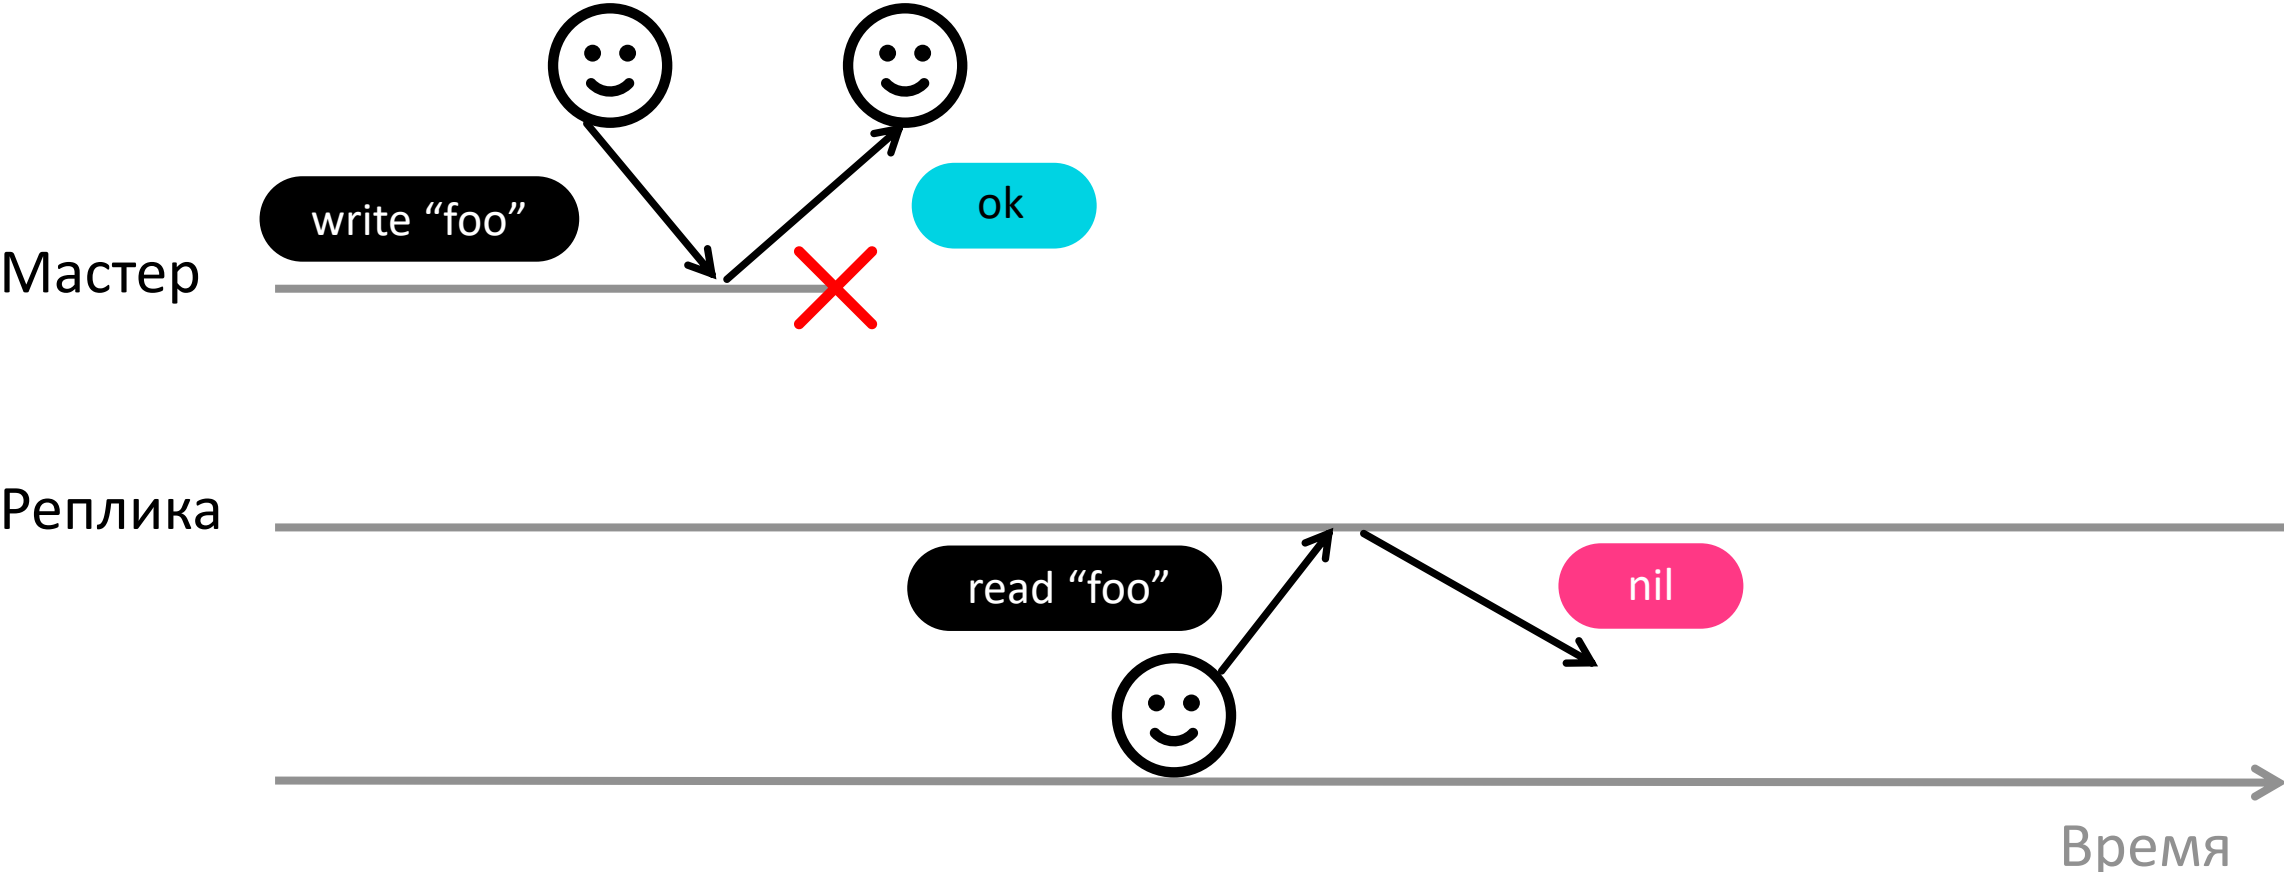 write “foo”
ok
Мастер
Реплика
read “foo”
nil
Время